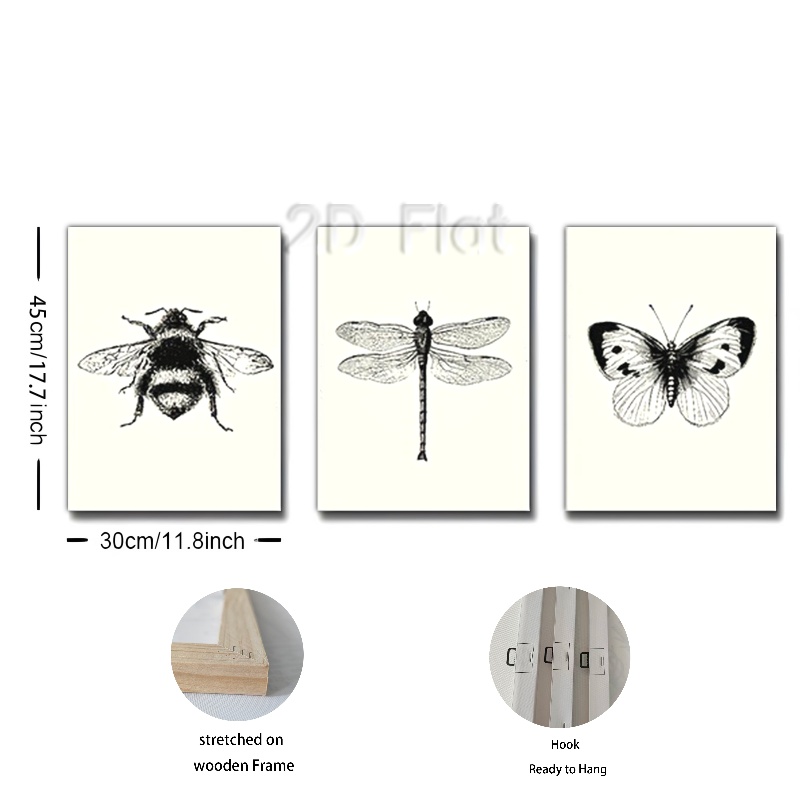 2D Flat
45cm/17.7inch
30cm/11.8inch
stretched on
wooden Frame
Hook
Ready to Hang